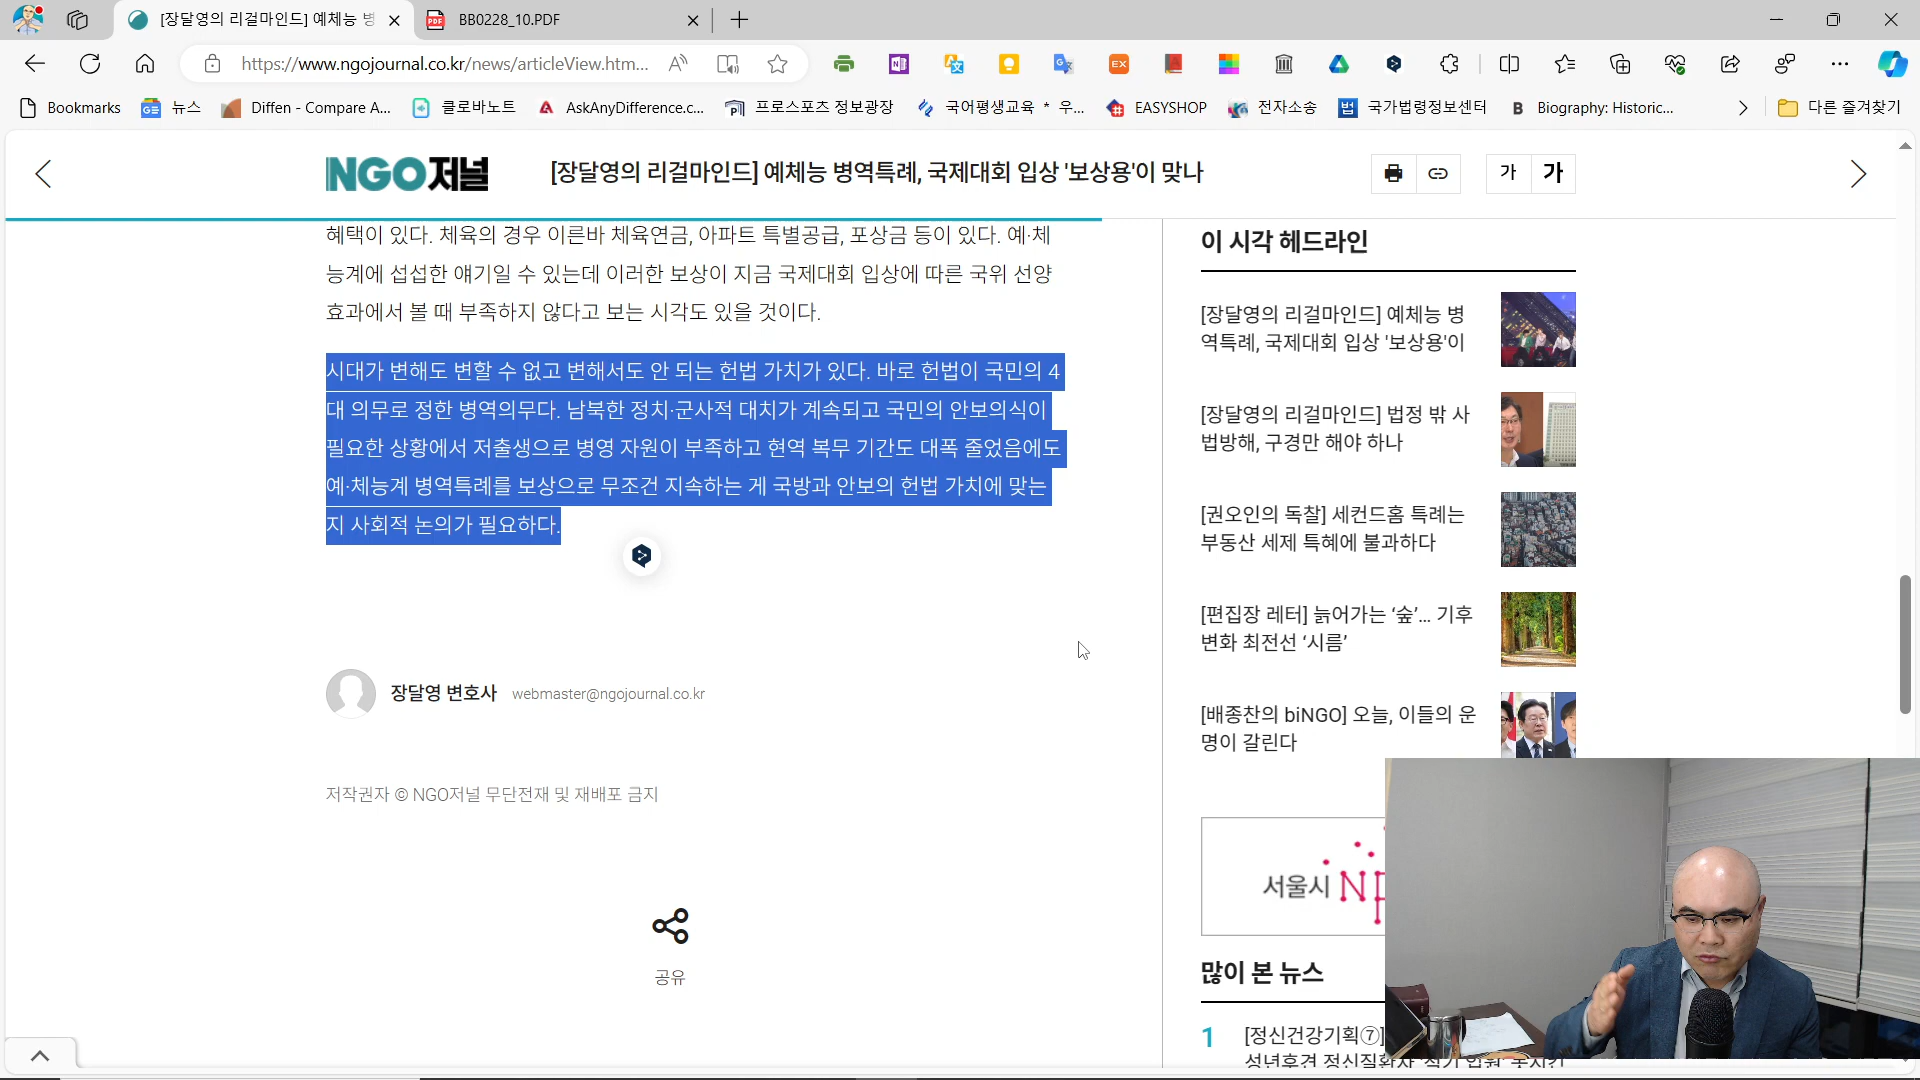 [장달영의 리걸마인드] 예체능 병
BB0228_10.PDF
https://www.ngojournal.co.kr/news/articleView.htm...
Bookmarks
뉴스
Diffen - Compare A...
클로바노트
AskAnyDifference.c...
프로스포츠 정보광장
국어평생교육 * 우...
EASYSHOP
전자소송
국가법령정보센터
Biography: Historic...
다른 즐겨찾기
NGO저널
[장달영의 리걸마인드] 예체능 병역특례, 국제대회 입상 '보상용'이 맞나
가
가
혜택이 있다. 체육의 경우 이른바 체육연금, 아파트 특별공급, 포상금 등이 있다. 예·체
능계에 섭섭한 얘기일 수 있는데 이러한 보상이 지금 국제대회 입상에 따른 국위 선양
효과에서 볼 때 부족하지 않다고 보는 시각도 있을 것이다.
시대가 변해도 변할 수 없고 변해서도 안 되는 헌법 가치가 있다. 바로 헌법이 국민의 4
대 의무로 정한 병역의무다. 남북한 정치·군사적 대치가 계속되고 국민의 안보의식이
필요한 상황에서 저출생으로 병영 자원이 부족하고 현역 복무 기간도 대폭 줄었음에도
예·체능계 병역특례를 보상으로 무조건 지속하는 게 국방과 안보의 헌법 가치에 맞는
지 사회적 논의가 필요하다.
장달영 변호사 webmaster@ngojournal.co.kr
저작권자 © NGO저널 무단전재 및 재배포 금지
공유
이 시각 헤드라인
[장달영의 리걸마인드] 예체능 병
역특례, 국제대회 입상 '보상용'이
[장달영의 리걸마인드] 법정 밖 사
법방해, 구경만 해야 하나
[권오인의 독찰] 세컨드홈 특례는
부동산 세제 특혜에 불과하다
[편집장 레터] 늙어가는 ‘숲’... 기후
변화 최전선 ‘시름’
[배종찬의 biNGO] 오늘, 이들의 운
명이 갈린다
서울시 NP
많이 본 뉴스
1 [정신건강기획⑦]
성년후견 정신질환자